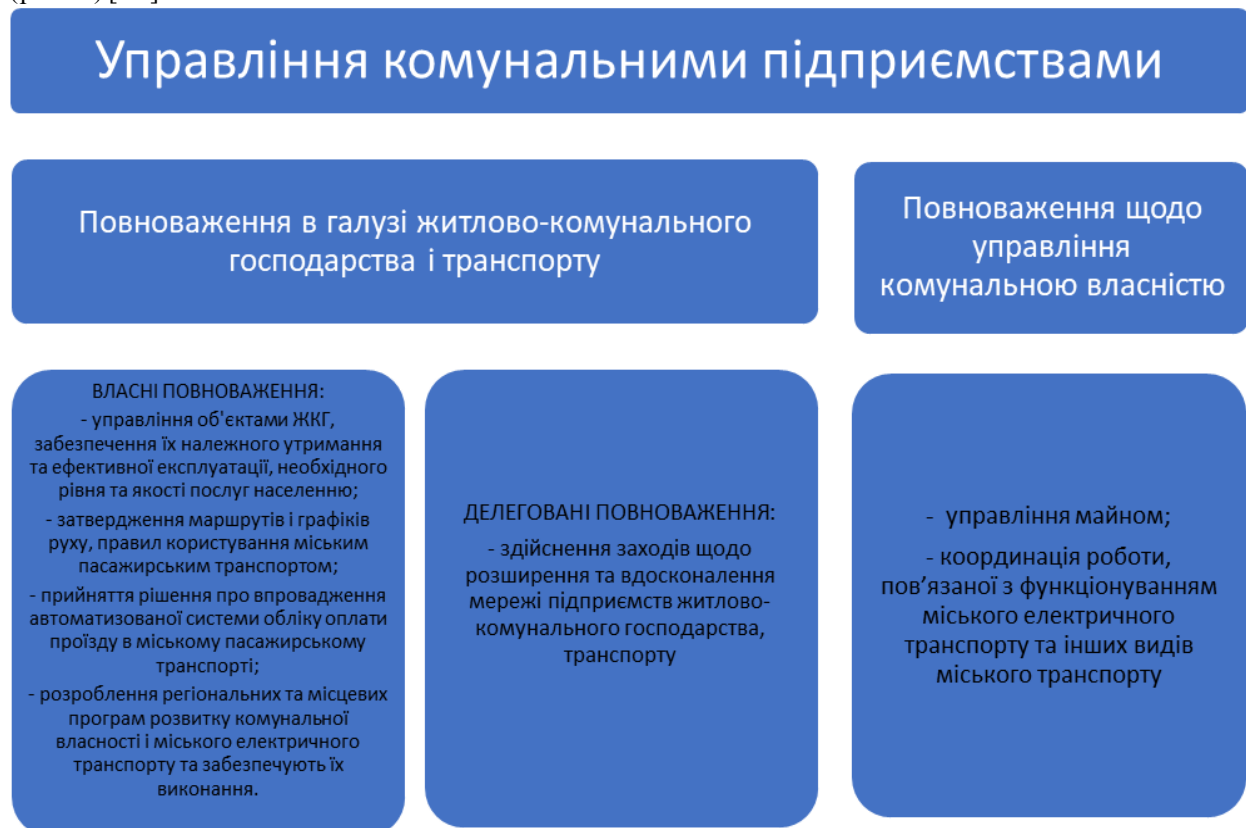 Управління комунальними підприємствами
Повноваження в галузі житлово-комунального
господарства і транспорту
Повноваження щодо
управління
комунальною власністю
ВЛАСНІ ПОВНОВАЖЕННЯ:
- управління об'єктами ЖКГ,
забезпечення їх належного утримання
та ефективної експлуатації, необхідного
рівня та якості послуг населенню;
- затвердження маршрутів і графіків
руху, правил користування міським
пасажирським транспортом;
- прийняття рішення про впровадження
автоматизованої системи обліку оплати
проїзду в міському пасажирському
транспорті;
- розроблення регіональних та місцевих
програм розвитку комунальної
власності і міського електричного
транспорту та забезпечують їх
виконання.
ДЕЛЕГОВАНІ ПОВНОВАЖЕННЯ:
- здійснення заходів щодо
розширення та вдосконалення
мережі підприємств житлово-
комунального господарства,
транспорту
- управління майном;
- координація роботи,
пов’язаної з функціонуванням
міського електричного
транспорту та інших видів
міського транспорту